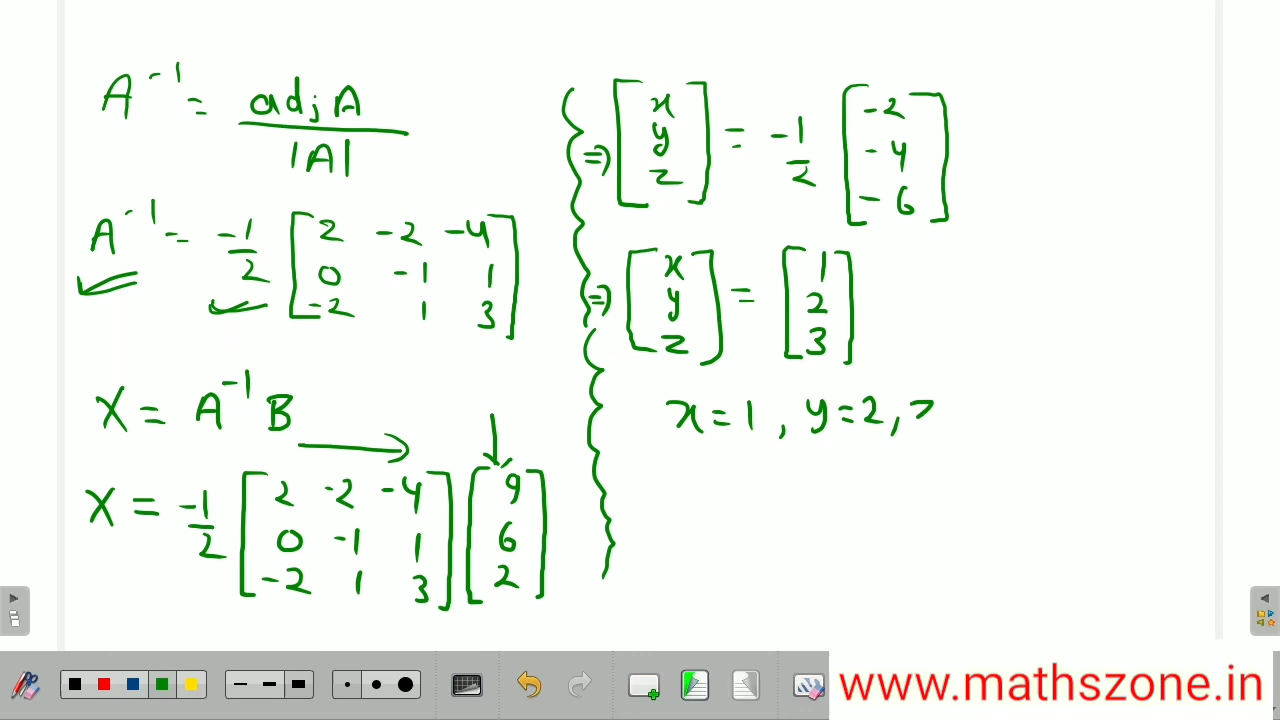 A⁻¹ = adj A / |A|
A⁻¹ = -1/2 [2 -2 -4; 0 -1 1; -2 1 3]
X = A⁻¹ B
X = -1/2 [2 -2 -4; 0 -1 1; -2 1 3] [9; 6; 2]
⇒ [x; y; z] = -1/2 [-2; -4; -6]
⇒ [x; y; z] = [1; 2; 3]
x = 1 , y = 2 ,
www.mathszone.in